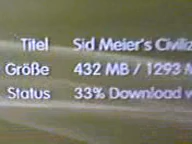 Titel Sid Meier's Civiliz
Größe 432 MB / 1293 M
Status 33% Download v